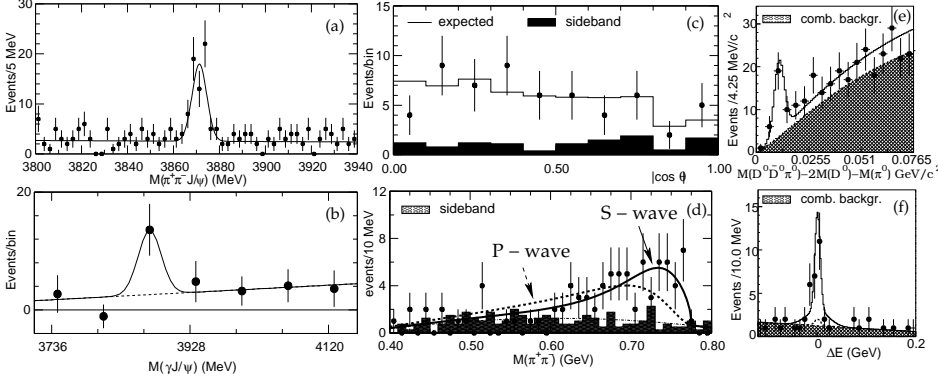 (a)
Events/5 MeV
30
20
10
0
3800 3820 3840 3860 3880 3900 3920 3940
M(π⁺π⁻J/ψ) (MeV)
(b)
Events/bin
20
10
0
3736 3928 4120
M(γJ/ψ) (MeV)
expected sideband
(c)
Events/bin
15
10
5
0
0.00 0.50 1.00
|cos θ|
sideband (d)
S – wave
P – wave
events/10 MeV
8
4
0
0.40 0.50 0.60 0.70 0.80
M(π⁺π⁻) (GeV)
comb. backgr. (e)
Events /4.25 MeV/c²
30
20
10
0
0 0.0255 0.051 0.0765
M(D⁰D̄⁰π⁰)–2M(D⁰)–M(π⁰) GeV/c²
comb. backgr.
(f)
Events /10.0 MeV
15
10
5
0
0 0.2
ΔE (GeV)